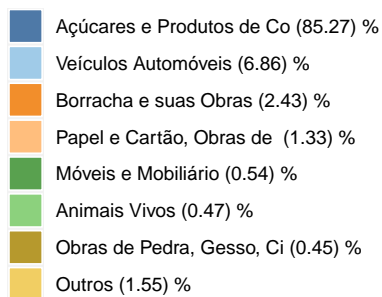 Açúcares e Produtos de Co (85.27) %
Veículos Automóveis (6.86) %
Borracha e suas Obras (2.43) %
Papel e Cartão, Obras de  (1.33) %
Móveis e Mobiliário (0.54) %
Animais Vivos (0.47) %
Obras de Pedra, Gesso, Ci (0.45) %
Outros (1.55) %